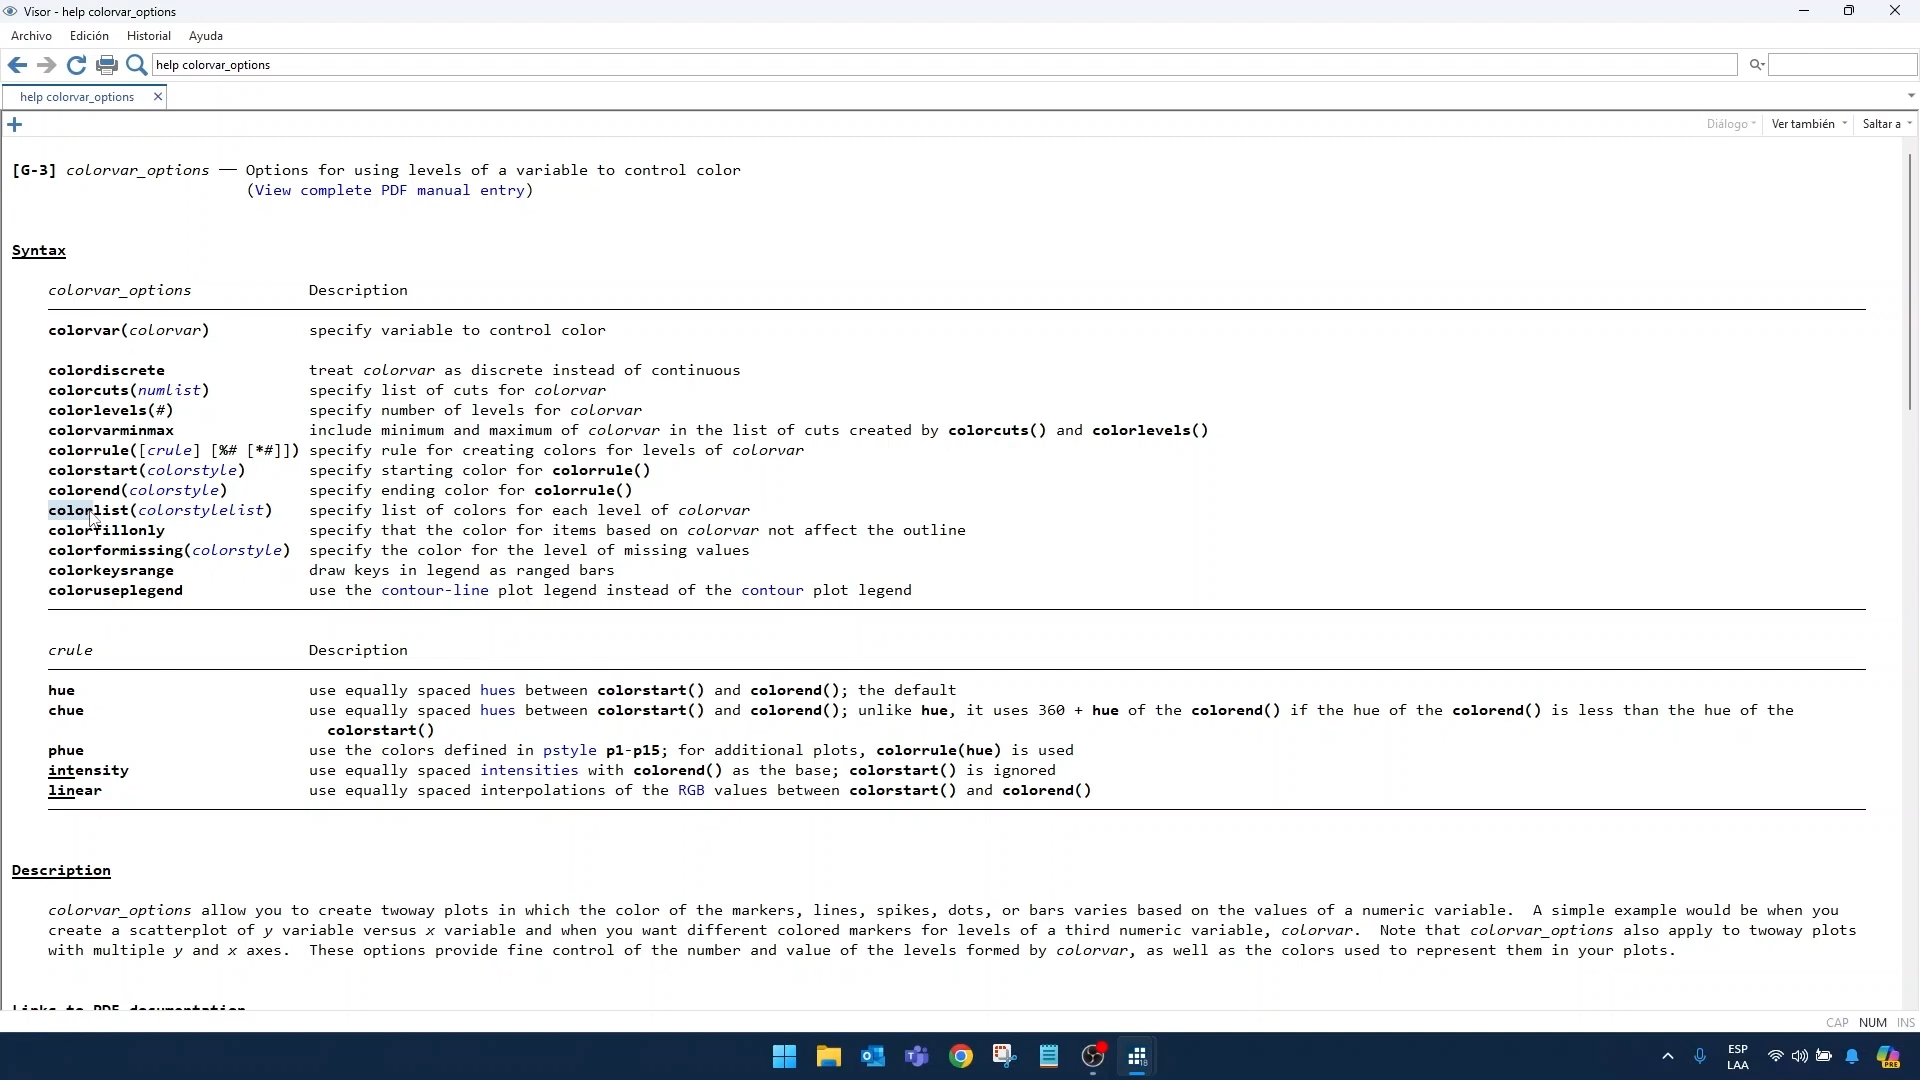 Visor - help colorvar_options
Archivo Edición Historial Ayuda
help colorvar_options
help colorvar_options
Diálogo Ver también Saltar a
[G-3] colorvar_options — Options for using levels of a variable to control color
(View complete PDF manual entry)
Syntax
colorvar_options Description
colorvar(colorvar) specify variable to control color
colordiscrete treat colorvar as discrete instead of continuous
colorcuts(numlist) specify list of cuts for colorvar
colorlevels(#) specify number of levels for colorvar
colorvarminmax include minimum and maximum of colorvar in the list of cuts created by colorcuts() and colorlevels()
colorrule([crule] [%# [*#]]) specify rule for creating colors for levels of colorvar
colorstart(colorstyle) specify starting color for colorrule()
colorend(colorstyle) specify ending color for colorrule()
colorlist(colorstylelist) specify list of colors for each level of colorvar
colorfillonly specify that the color for items based on colorvar not affect the outline
colorformissing(colorstyle) specify the color for the level of missing values
colorkeysrange draw keys in legend as ranged bars
coloruseplegend use the contour-line plot legend instead of the contour plot legend
crule Description
hue use equally spaced hues between colorstart() and colorend(); the default
chue use equally spaced hues between colorstart() and colorend(); unlike hue, it uses 360 + hue of the colorend() if the hue of the colorend() is less than the hue of the
colorstart()
phue use the colors defined in pstyle p1-p15; for additional plots, colorrule(hue) is used
intensity use equally spaced intensities with colorend() as the base; colorstart() is ignored
linear use equally spaced interpolations of the RGB values between colorstart() and colorend()
Description
colorvar_options allow you to create twoway plots in which the color of the markers, lines, spikes, dots, or bars varies based on the values of a numeric variable. A simple example would be when you
create a scatterplot of y variable versus x variable and when you want different colored markers for levels of a third numeric variable, colorvar. Note that colorvar_options also apply to twoway plots
with multiple y and x axes. These options provide fine control of the number and value of the levels formed by colorvar, as well as the colors used to represent them in your plots.
Links to PDF documentation
CAP NUM INS
ESP
LAA
18
PRE